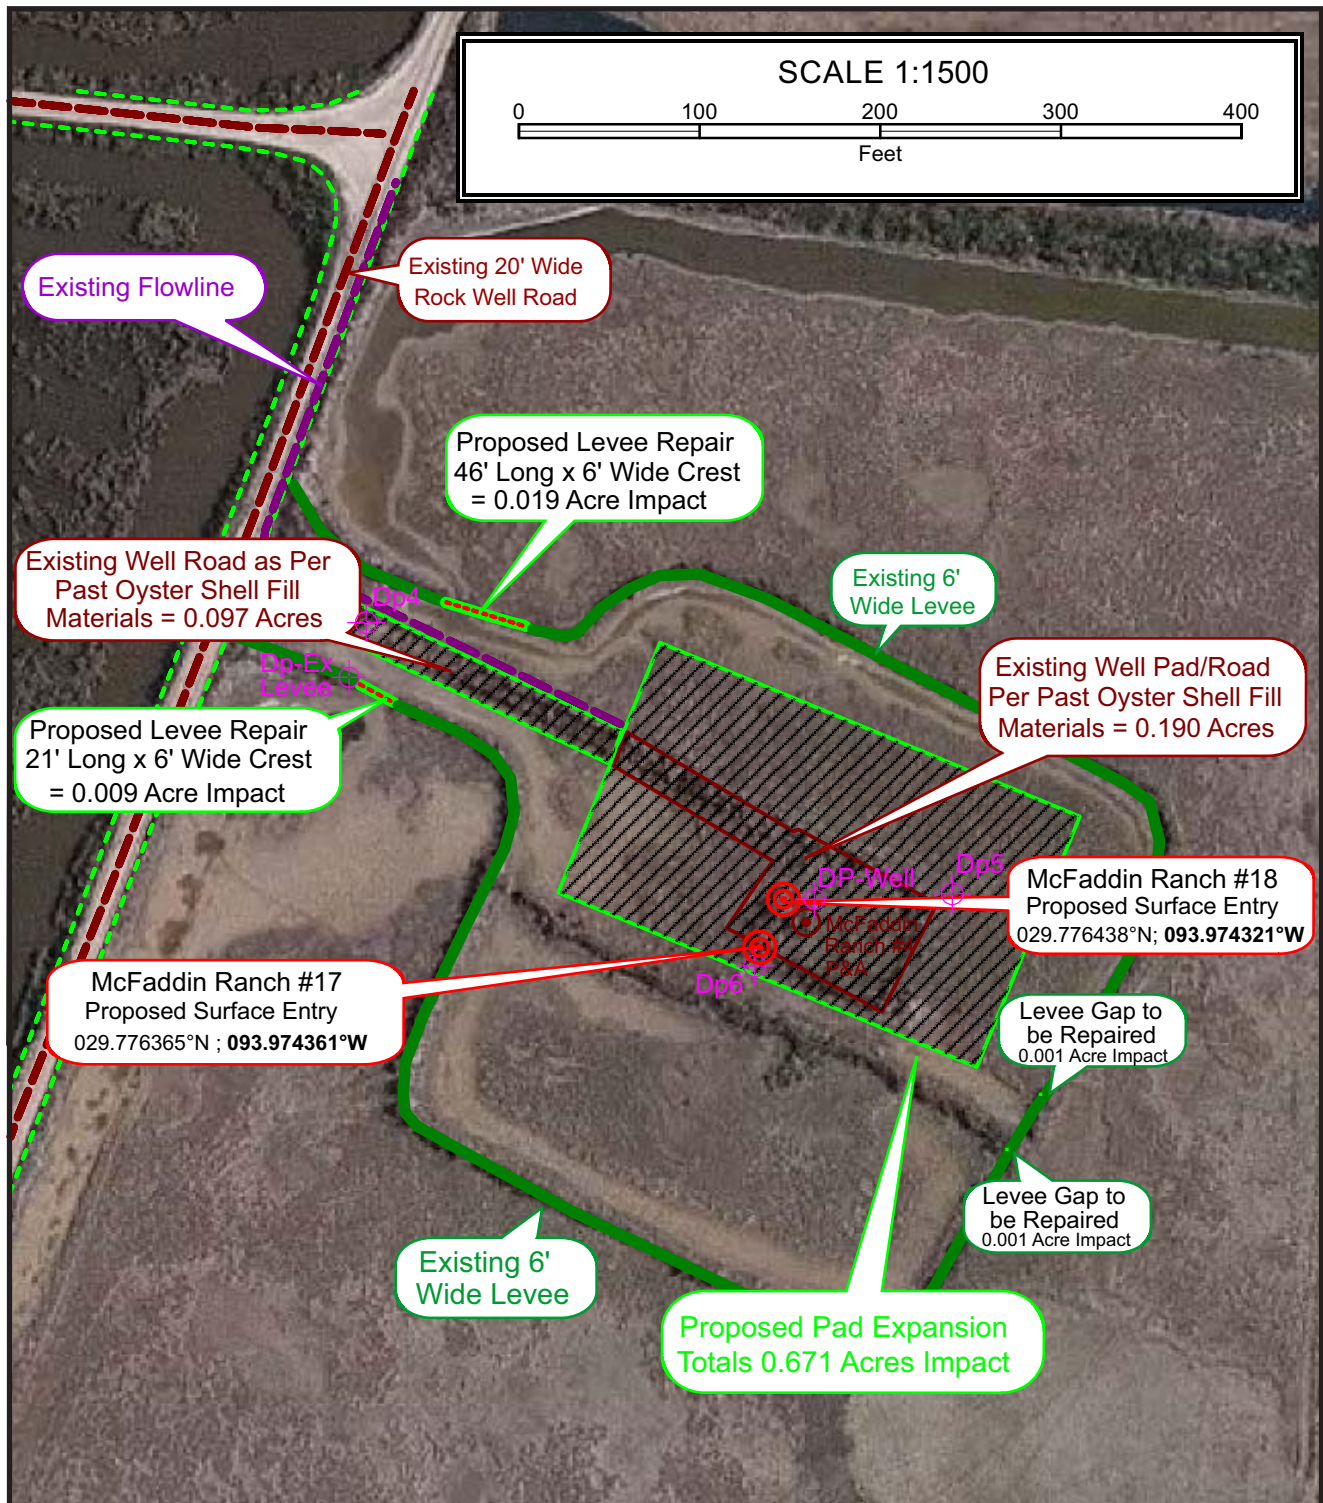 SCALE 1:1500
0 100 200 300 400
Feet
Existing Flowline
Existing 20' Wide
Rock Well Road
Proposed Levee Repair
46' Long x 6' Wide Crest
= 0.019 Acre Impact
Existing Well Road as Per
Past Oyster Shell Fill
Materials = 0.097 Acres
Dp4
Existing 6'
Wide Levee
Dp-Ex
Levee
Existing Well Pad/Road
Per Past Oyster Shell Fill
Materials = 0.190 Acres
Proposed Levee Repair
21' Long x 6' Wide Crest
= 0.009 Acre Impact
DP-Well
Dp5
McFaddin Ranch #18
Proposed Surface Entry
029.776438°N; 093.974321°W
McFaddin
Ranch #4
P&A
Dp6
McFaddin Ranch #17
Proposed Surface Entry
029.776365°N ; 093.974361°W
Levee Gap to
be Repaired
0.001 Acre Impact
Levee Gap to
be Repaired
0.001 Acre Impact
Existing 6'
Wide Levee
Proposed Pad Expansion
Totals 0.671 Acres Impact